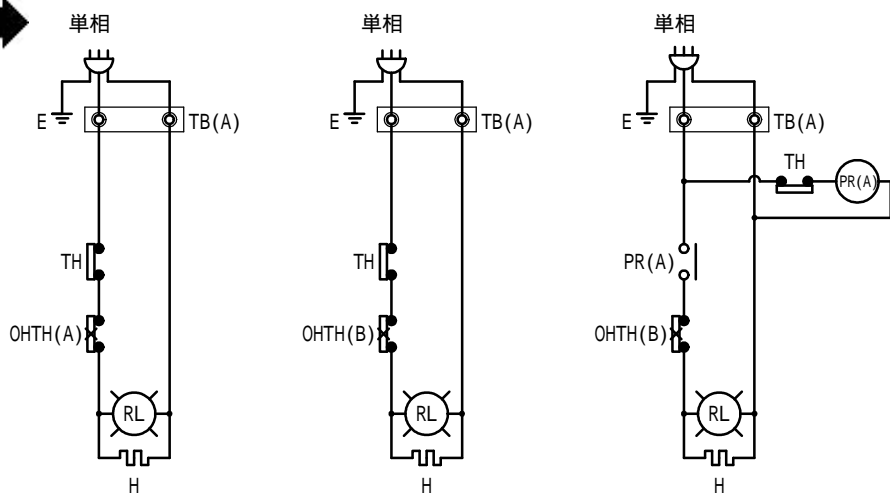 単相
単相
単相
E
TB(A)
E
TB(A)
E
TB(A)
TH
PR(A)
TH
TH
PR(A)
OHTH(A)
OHTH(B)
OHTH(B)
RL
RL
RL
H
H
H